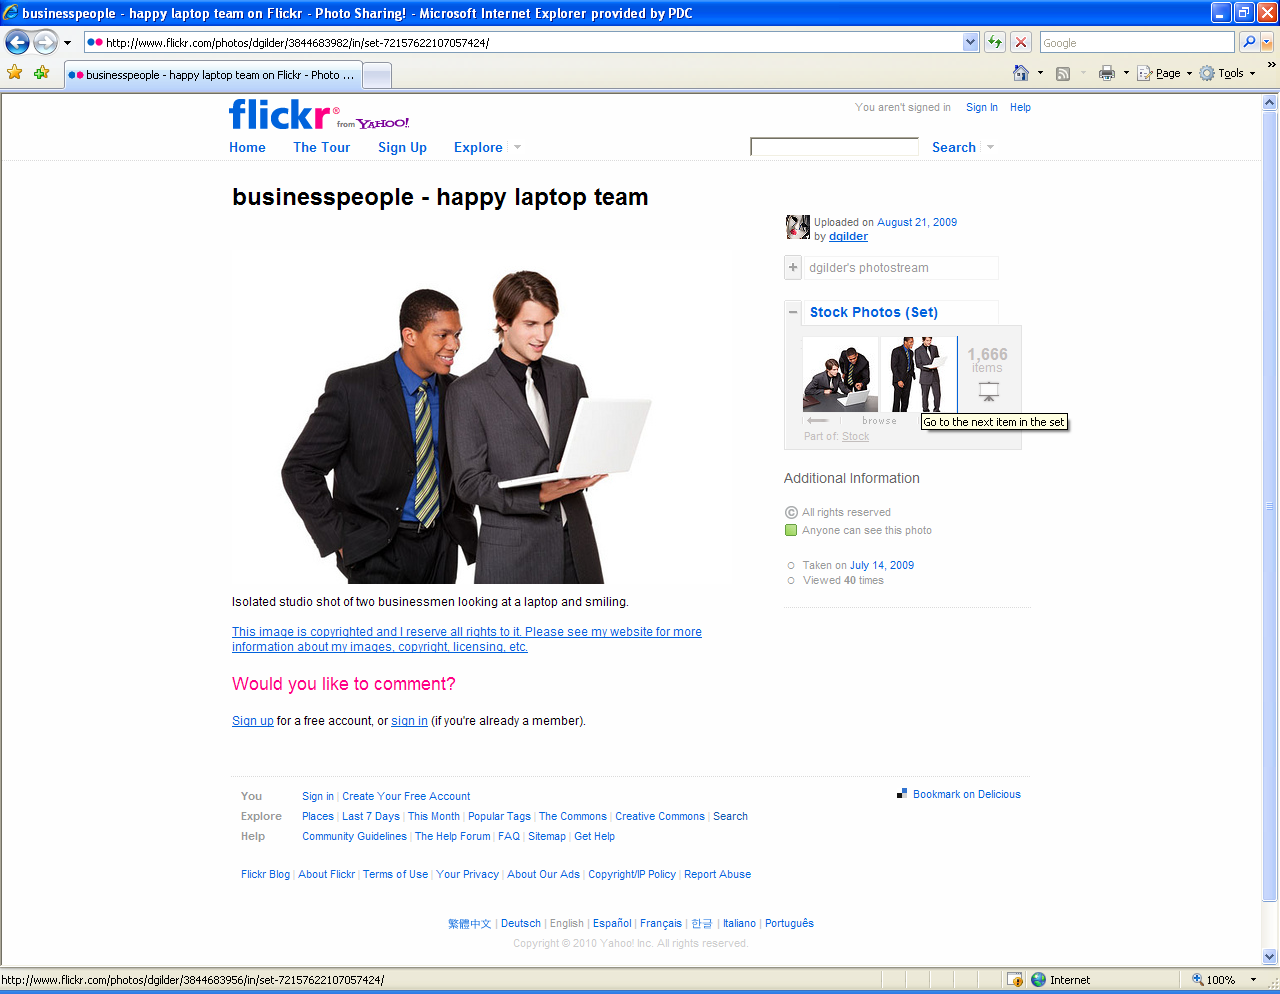 businesspeople - happy laptop team on Flickr - Photo Sharing! - Microsoft Internet Explorer provided by PDC
http://www.flickr.com/photos/dgilder/3844683982/in/set-72157622107057424/
Google
businesspeople - happy laptop team on Flickr - Photo ...
Page
Tools
flickr® from YAHOO!
You aren't signed in Sign In Help
Home The Tour Sign Up Explore
Search
businesspeople - happy laptop team
Uploaded on August 21, 2009
by dgilder
dgilder's photostream
Stock Photos (Set)
1,666
items
browse
Go to the next item in the set
Part of: Stock
Additional Information
© All rights reserved
Anyone can see this photo
Taken on July 14, 2009
Viewed 40 times
Isolated studio shot of two businessmen looking at a laptop and smiling.
This image is copyrighted and I reserve all rights to it. Please see my website for more
information about my images, copyright, licensing, etc.
Would you like to comment?
Sign up for a free account, or sign in (if you're already a member).
You Sign in | Create Your Free Account
Bookmark on Delicious
Explore Places | Last 7 Days | This Month | Popular Tags | The Commons | Creative Commons | Search
Help Community Guidelines | The Help Forum | FAQ | Sitemap | Get Help
Flickr Blog | About Flickr | Terms of Use | Your Privacy | About Our Ads | Copyright/IP Policy | Report Abuse
繁體中文 | Deutsch | English | Español | Français | 한글 | Italiano | Português
Copyright © 2010 Yahoo! Inc. All rights reserved.
http://www.flickr.com/photos/dgilder/3844683956/in/set-72157622107057424/
Internet
100%